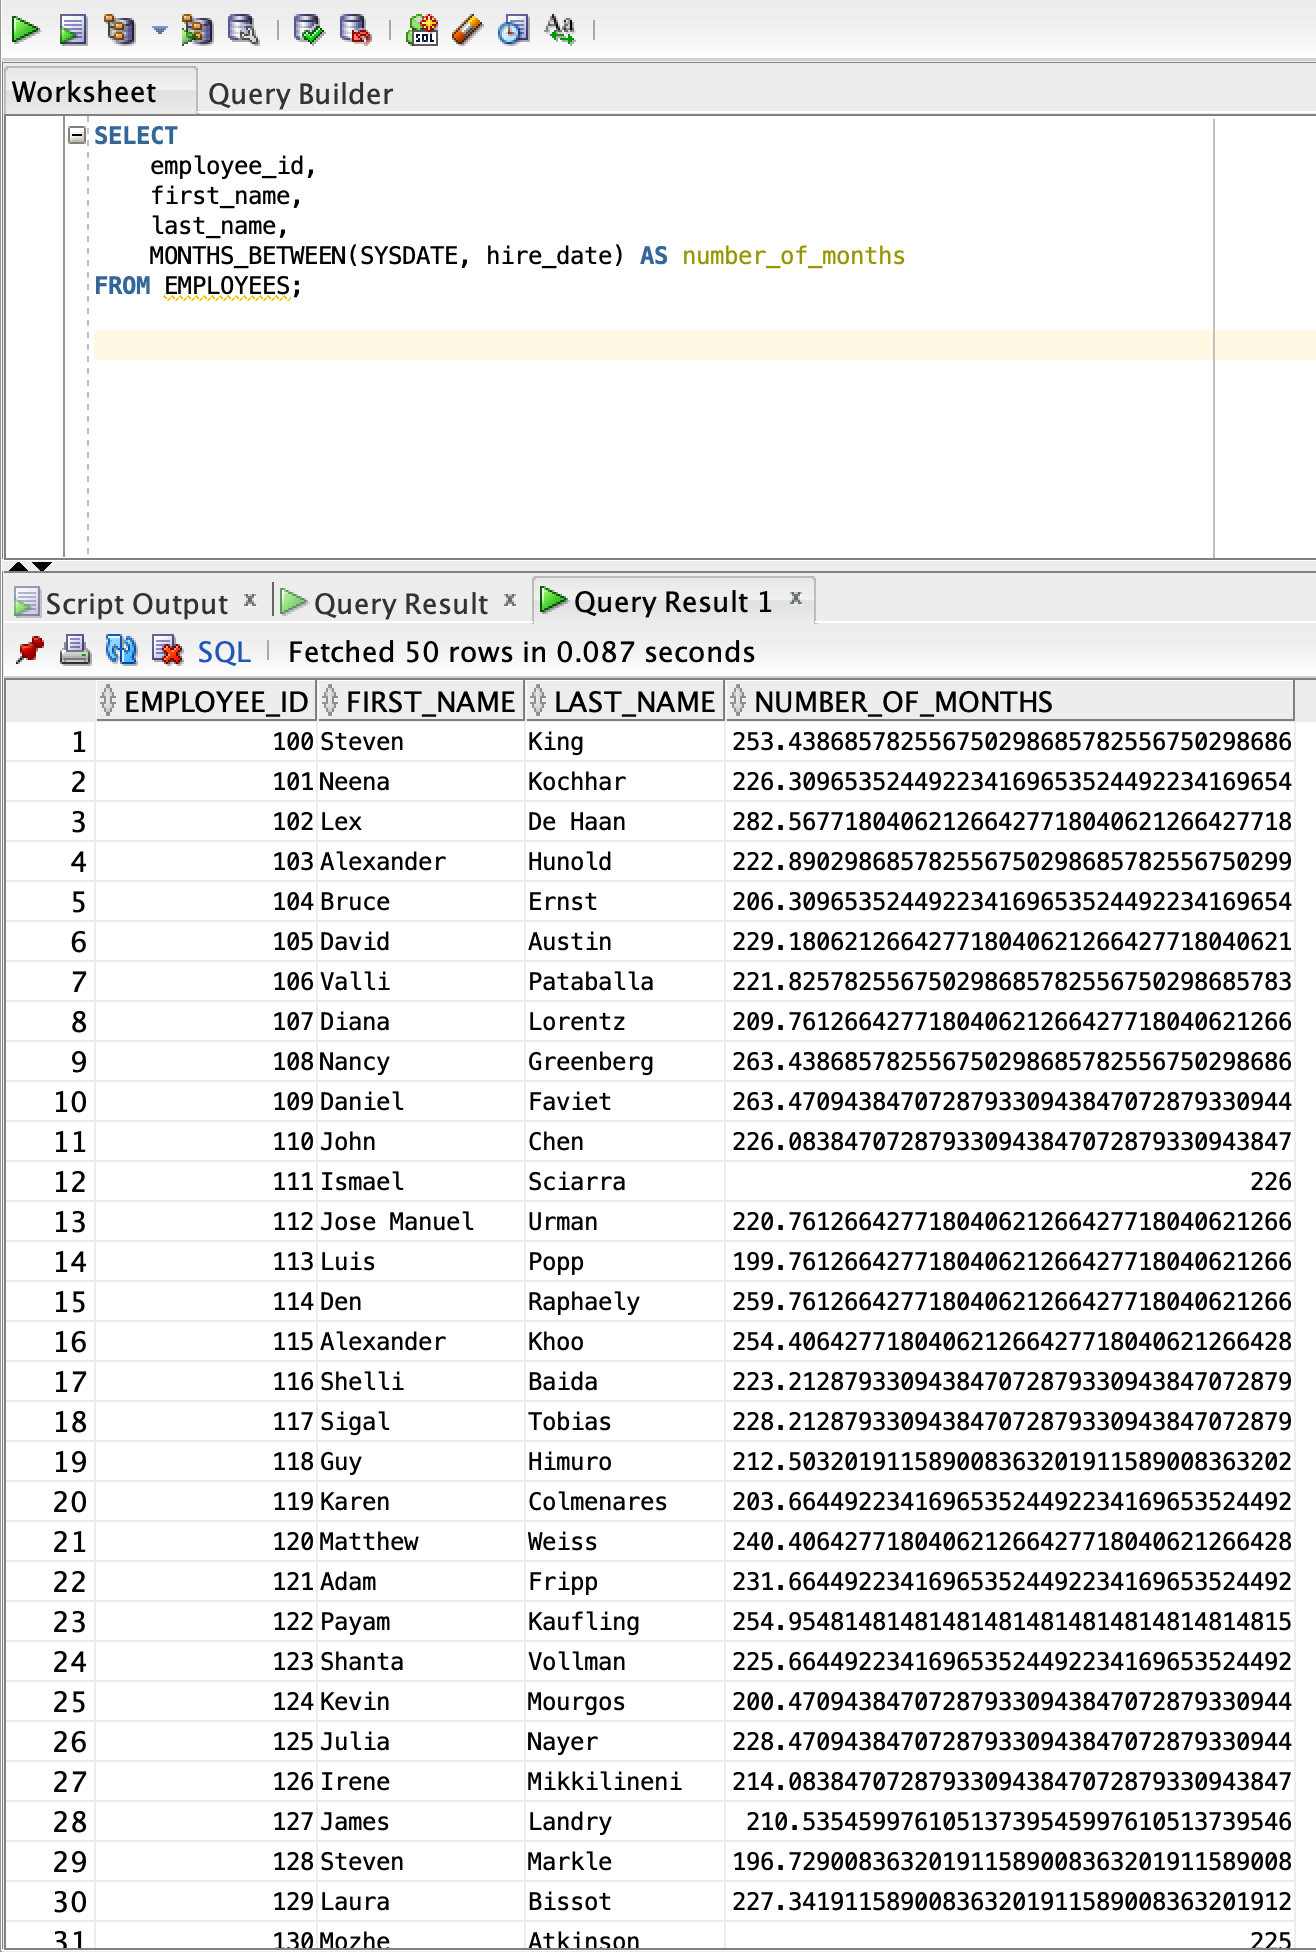 SQL
Aa
Worksheet Query Builder
SELECT
employee_id,
first_name,
last_name,
MONTHS_BETWEEN(SYSDATE, hire_date) AS number_of_months
FROM EMPLOYEES;
Script Output x Query Result x Query Result 1 x
SQL Fetched 50 rows in 0.087 seconds
EMPLOYEE_ID FIRST_NAME LAST_NAME NUMBER_OF_MONTHS
1 100 Steven King 253.438685782556750298685782556750298686
2 101 Neena Kochhar 226.309653524492234169653524492234169654
3 102 Lex De Haan 282.567718040621266427718040621266427718
4 103 Alexander Hunold 222.890298685782556750298685782556750299
5 104 Bruce Ernst 206.309653524492234169653524492234169654
6 105 David Austin 229.180621266427718040621266427718040621
7 106 Valli Pataballa 221.825782556750298685782556750298685783
8 107 Diana Lorentz 209.761266427718040621266427718040621266
9 108 Nancy Greenberg 263.438685782556750298685782556750298686
10 109 Daniel Faviet 263.470943847072879330943847072879330944
11 110 John Chen 226.083847072879330943847072879330943847
12 111 Ismael Sciarra 226
13 112 Jose Manuel Urman 220.761266427718040621266427718040621266
14 113 Luis Popp 199.761266427718040621266427718040621266
15 114 Den Raphaely 259.761266427718040621266427718040621266
16 115 Alexander Khoo 254.406427718040621266427718040621266428
17 116 Shelli Baida 223.212879330943847072879330943847072879
18 117 Sigal Tobias 228.212879330943847072879330943847072879
19 118 Guy Himuro 212.503201911589008363201911589008363202
20 119 Karen Colmenares 203.664492234169653524492234169653524492
21 120 Matthew Weiss 240.406427718040621266427718040621266428
22 121 Adam Fripp 231.664492234169653524492234169653524492
23 122 Payam Kaufling 254.954814814814814814814814814814814815
24 123 Shanta Vollman 225.664492234169653524492234169653524492
25 124 Kevin Mourgos 200.470943847072879330943847072879330944
26 125 Julia Nayer 228.470943847072879330943847072879330944
27 126 Irene Mikkilineni 214.083847072879330943847072879330943847
28 127 James Landry 210.53545997610513739545997610513739546
29 128 Steven Markle 196.729008363201911589008363201911589008
30 129 Laura Bissot 227.341911589008363201911589008363201912
31 130 Mozhe Atkinson 225